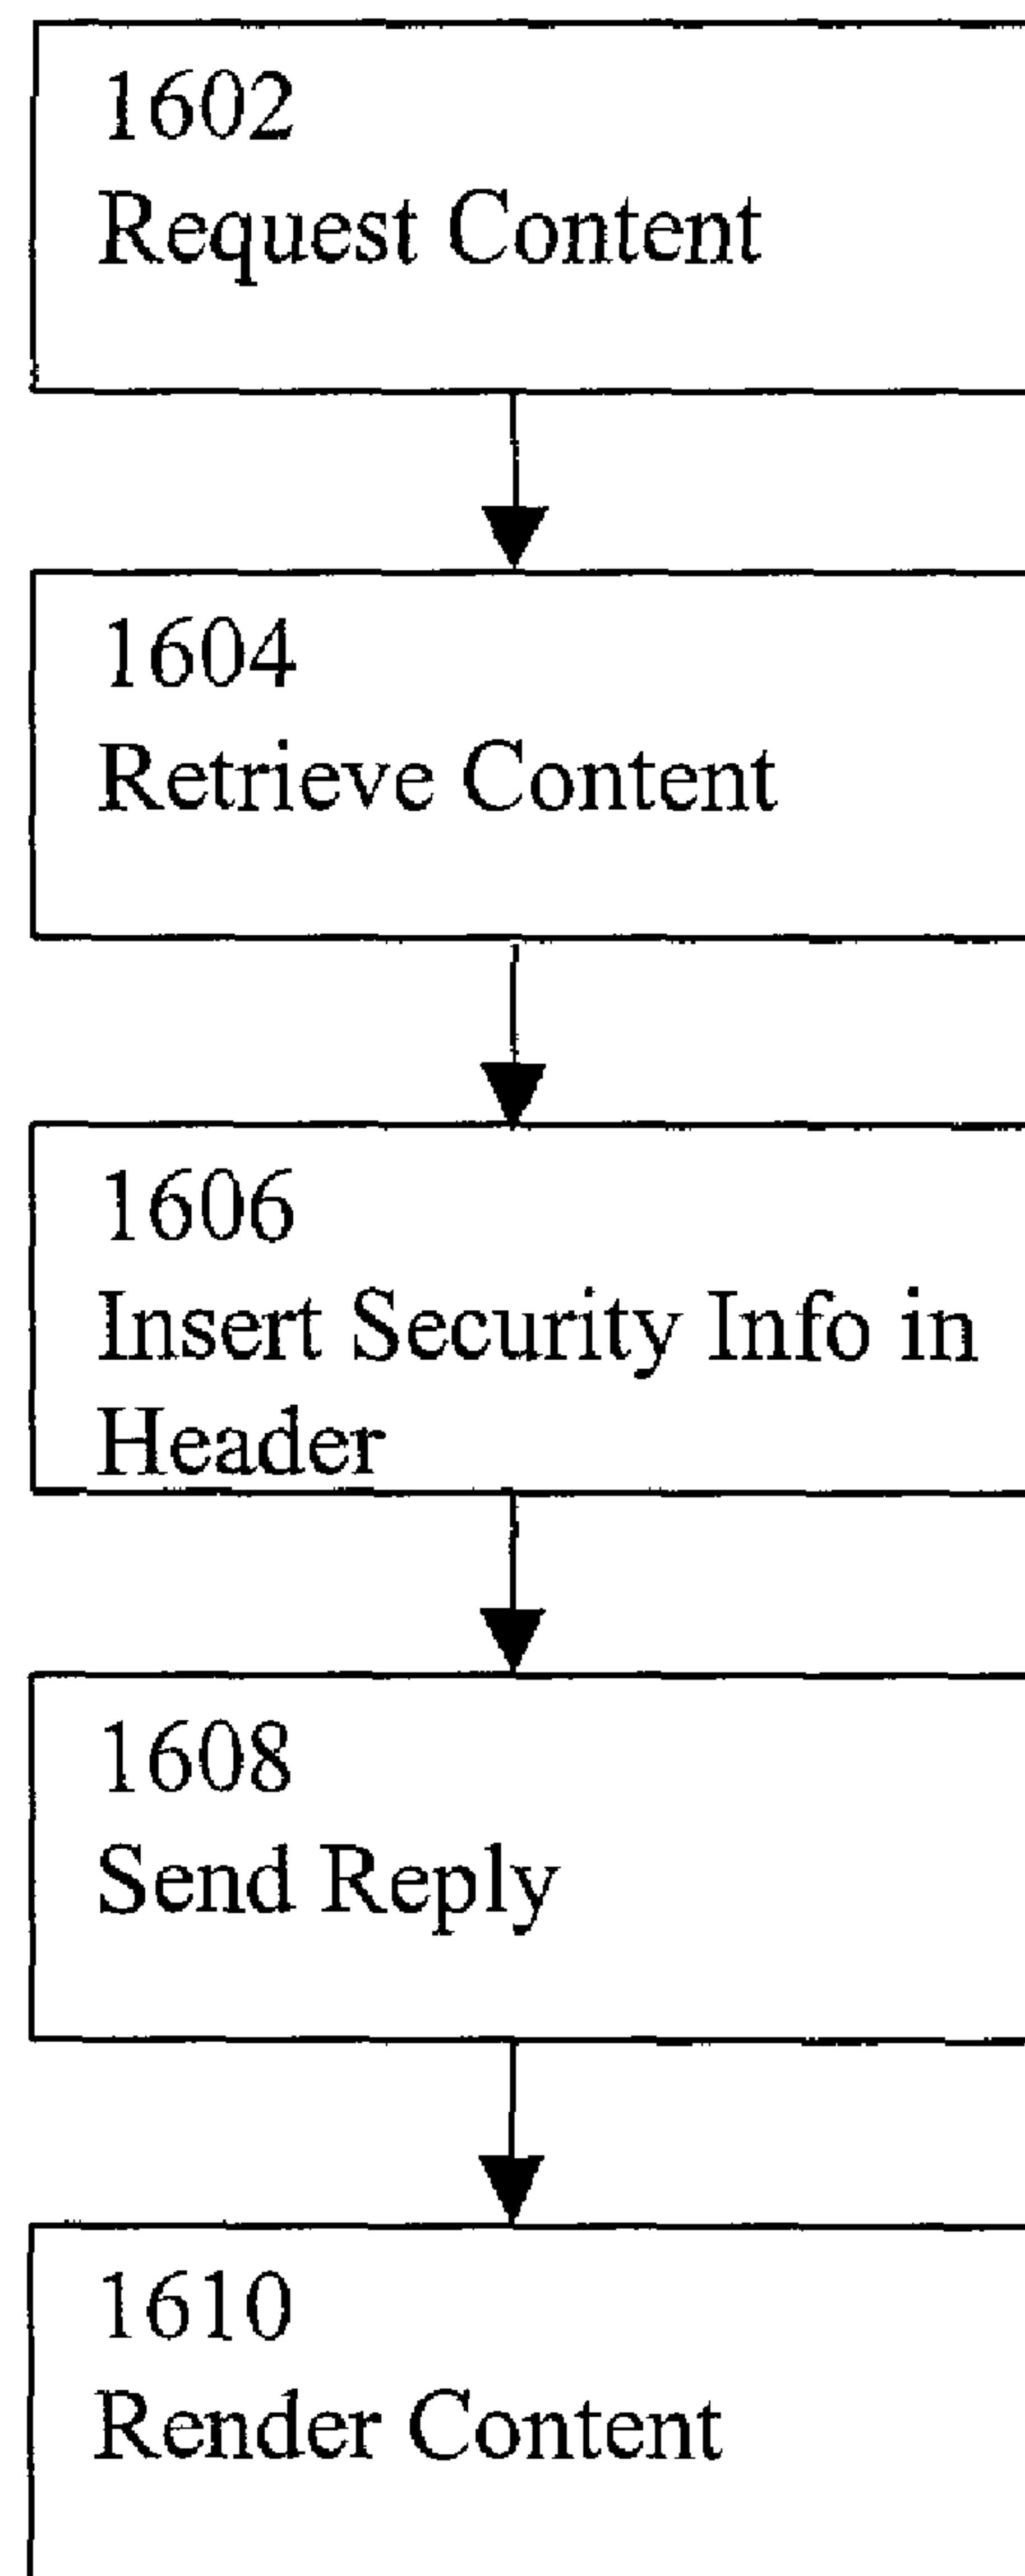 1602
Request Content
1604
Retrieve Content
1606
Insert Security Info in
Header
1608
Send Reply
1610
Render Content